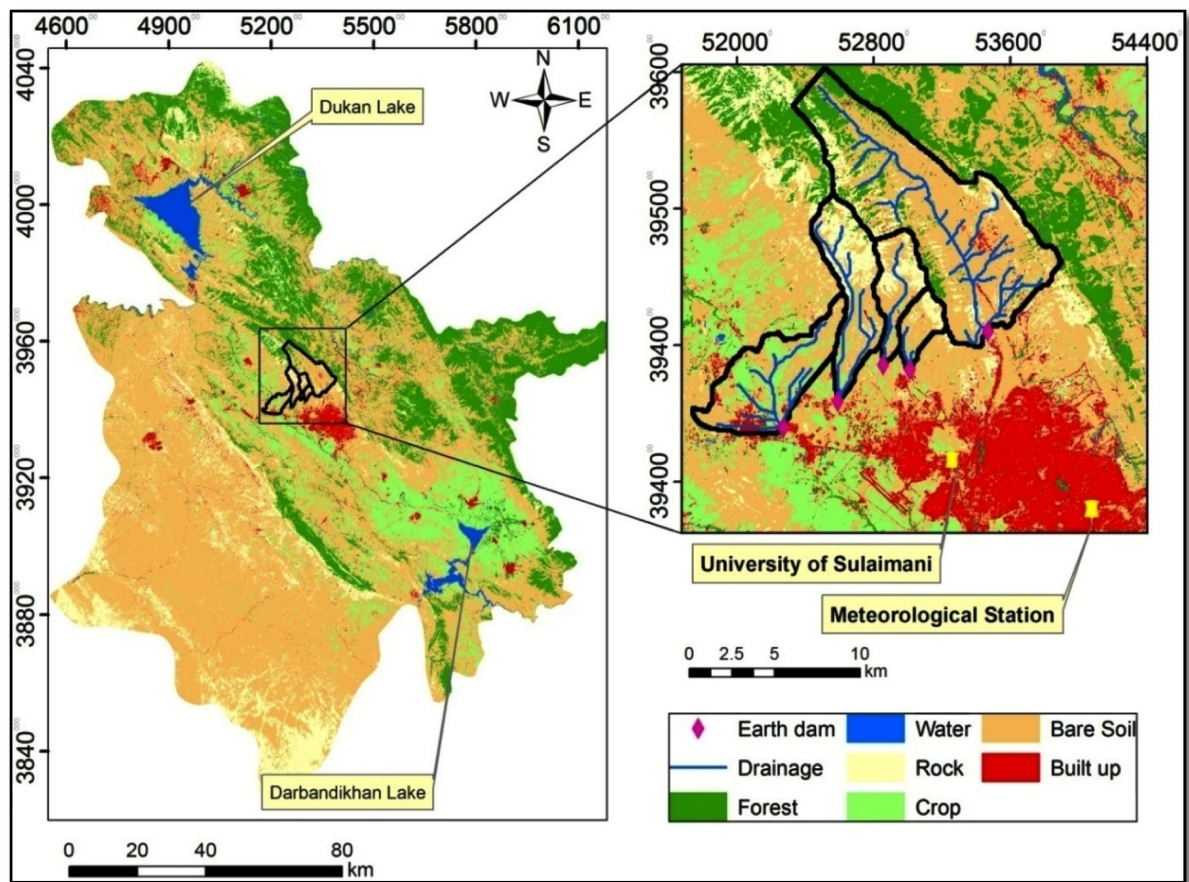 4600 4900 5200 5500 5800 6100
4040
4000
3960
3920
3880
3840
Dukan Lake
N
W E
S
Darbandikhan Lake
0 20 40 80
km
52000 52800 53600 54400
39600
39500
39400
39400
University of Sulaimani
Meteorological Station
0 2.5 5 10
km
Earth dam Water Bare Soil
Drainage Rock Built up
Forest Crop